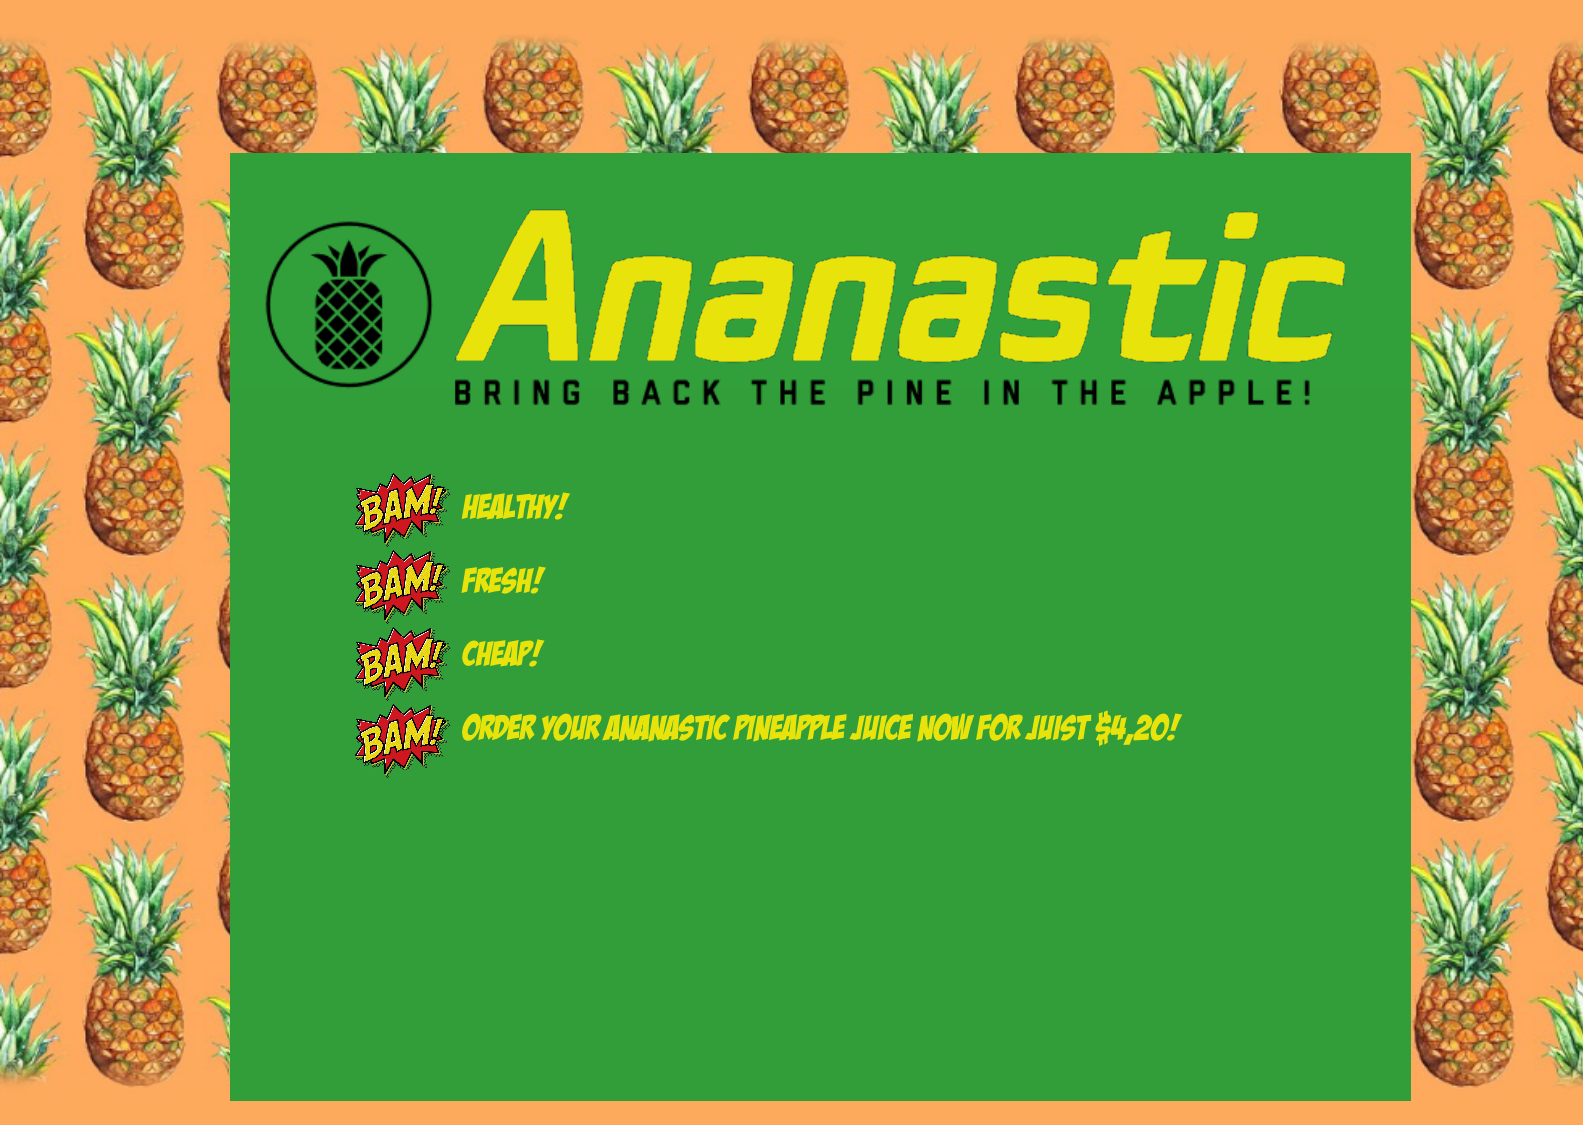 Ananastic
BRING BACK THE PINE IN THE APPLE!
BAM! HEALTHY!
BAM! FRESH!
BAM! CHEAP!
BAM! ORDER YOUR ANANASTIC PINEAPPLE JUICE NOW FOR JUIST $4,20!